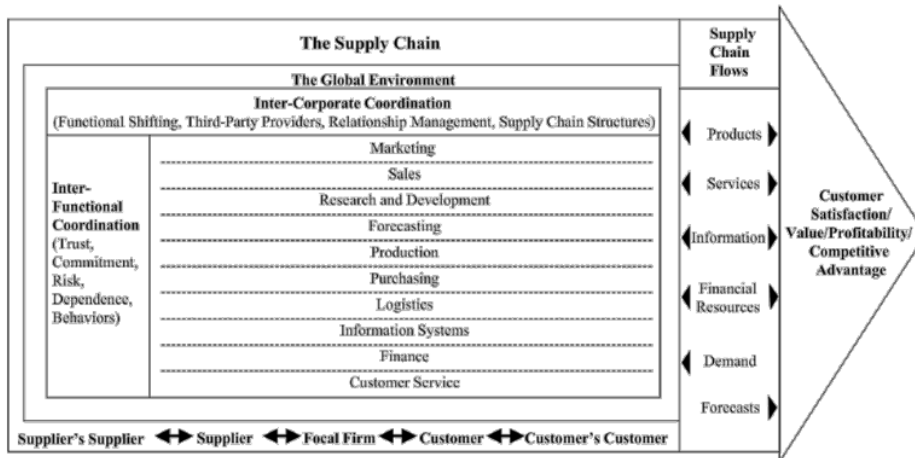 The Supply Chain
Supply
Chain
Flows
The Global Environment
Inter-Corporate Coordination
(Functional Shifting, Third-Party Providers, Relationship Management, Supply Chain Structures)
Inter-
Functional
Coordination
(Trust,
Commitment,
Risk,
Dependence,
Behaviors)
Marketing
Sales
Research and Development
Forecasting
Production
Purchasing
Logistics
Information Systems
Finance
Customer Service
Products
Services
Information
Financial
Resources
Demand
Forecasts
Customer
Satisfaction/
Value/Profitability/
Competitive
Advantage
Supplier's Supplier Supplier Focal Firm Customer Customer's Customer